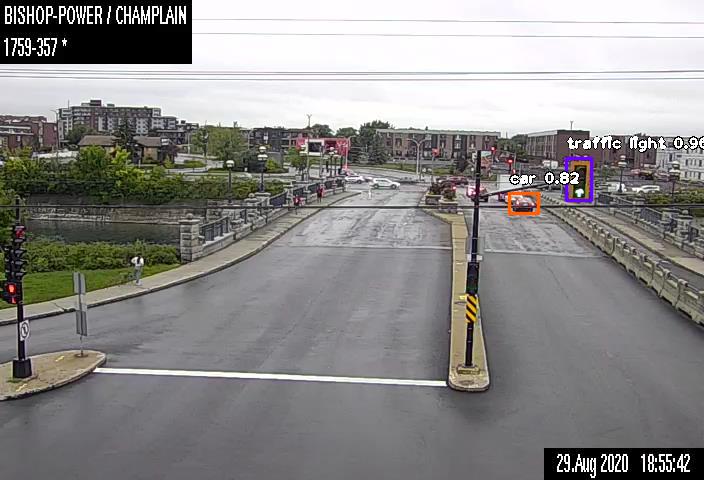 BISHOP-POWER / CHAMPLAIN
1759-357 *
traffic light 0.96
car 0.82
29.Aug 2020 18:55:42